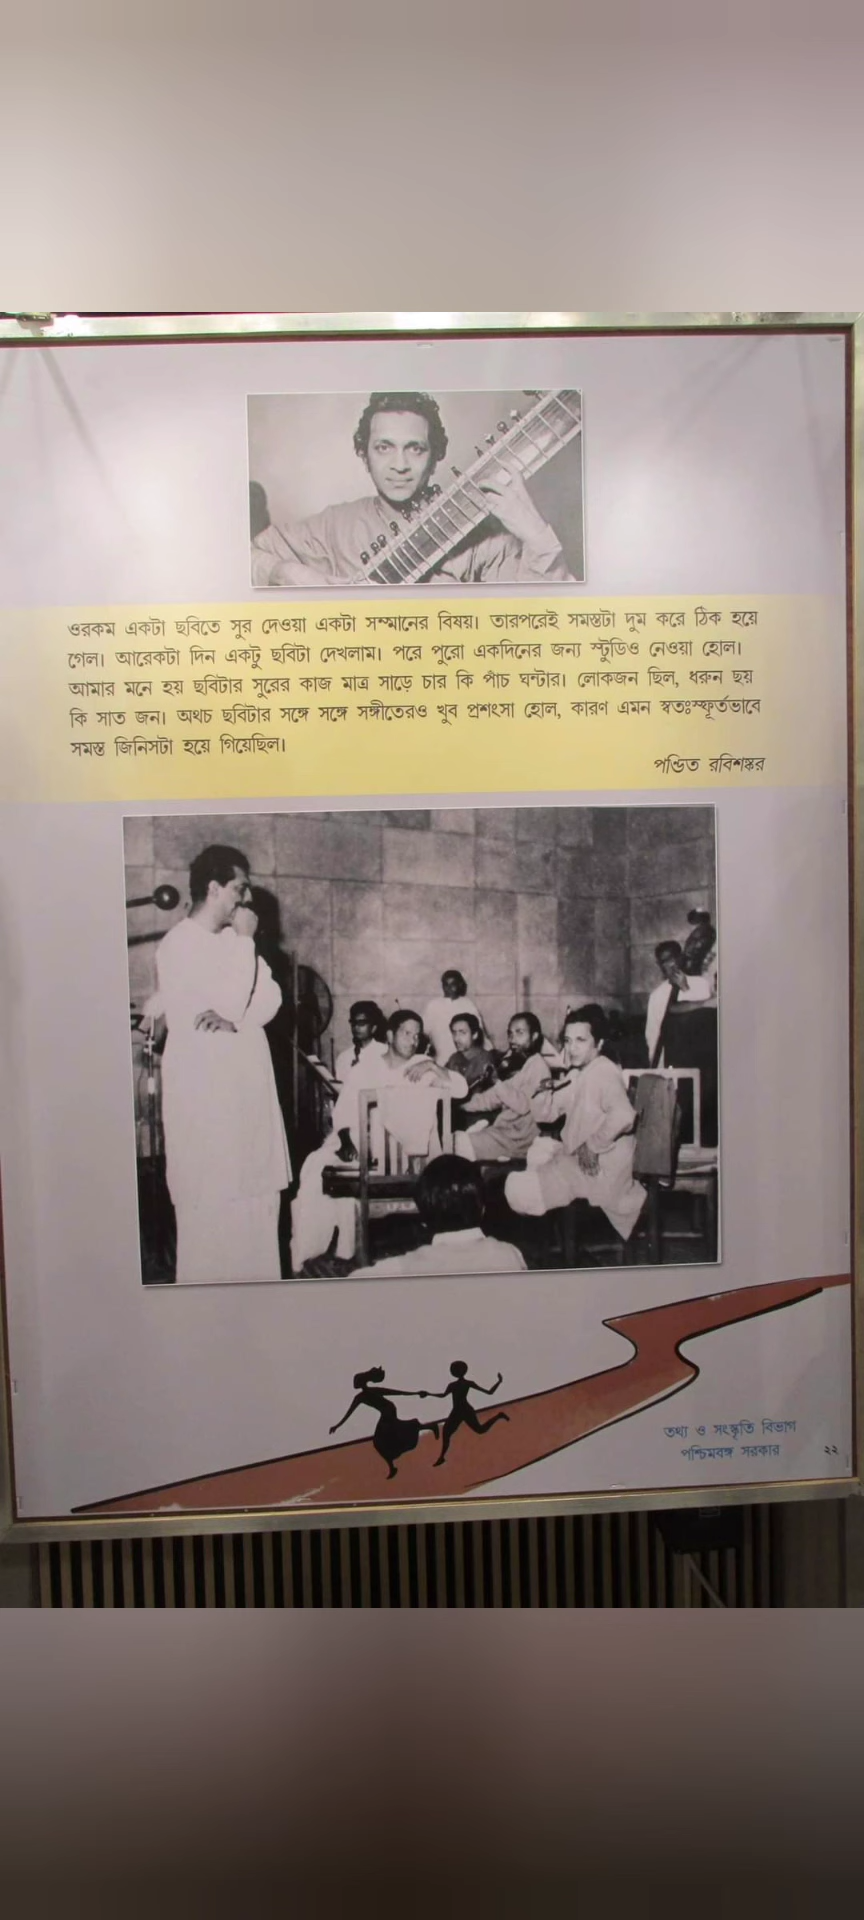 ওরকম একটা ছবিতে সুর দেওয়া একটা সম্মানের বিষয়। তারপরেই সমস্তটা দুম করে ঠিক হয়ে
গেল। আরেকটা দিন একটু ছবিটা দেখলাম। পরে পুরো একদিনের জন্য স্টুডিও নেওয়া হোল।
আমার মনে হয় ছবিটার সুরের কাজ মাত্র সাড়ে চার কি পাঁচ ঘন্টার। লোকজন ছিল, ধরুন ছয়
কি সাত জন। অথচ ছবিটার সঙ্গে সঙ্গে সঙ্গীতেরও খুব প্রশংসা হোল, কারণ এমন স্বতঃস্ফূর্তভাবে
সমস্ত জিনিসটা হয়ে গিয়েছিল।
পন্ডিত রবিশঙ্কর
তথ্য ও সংস্কৃতি বিভাগ
পশ্চিমবঙ্গ সরকার
২২